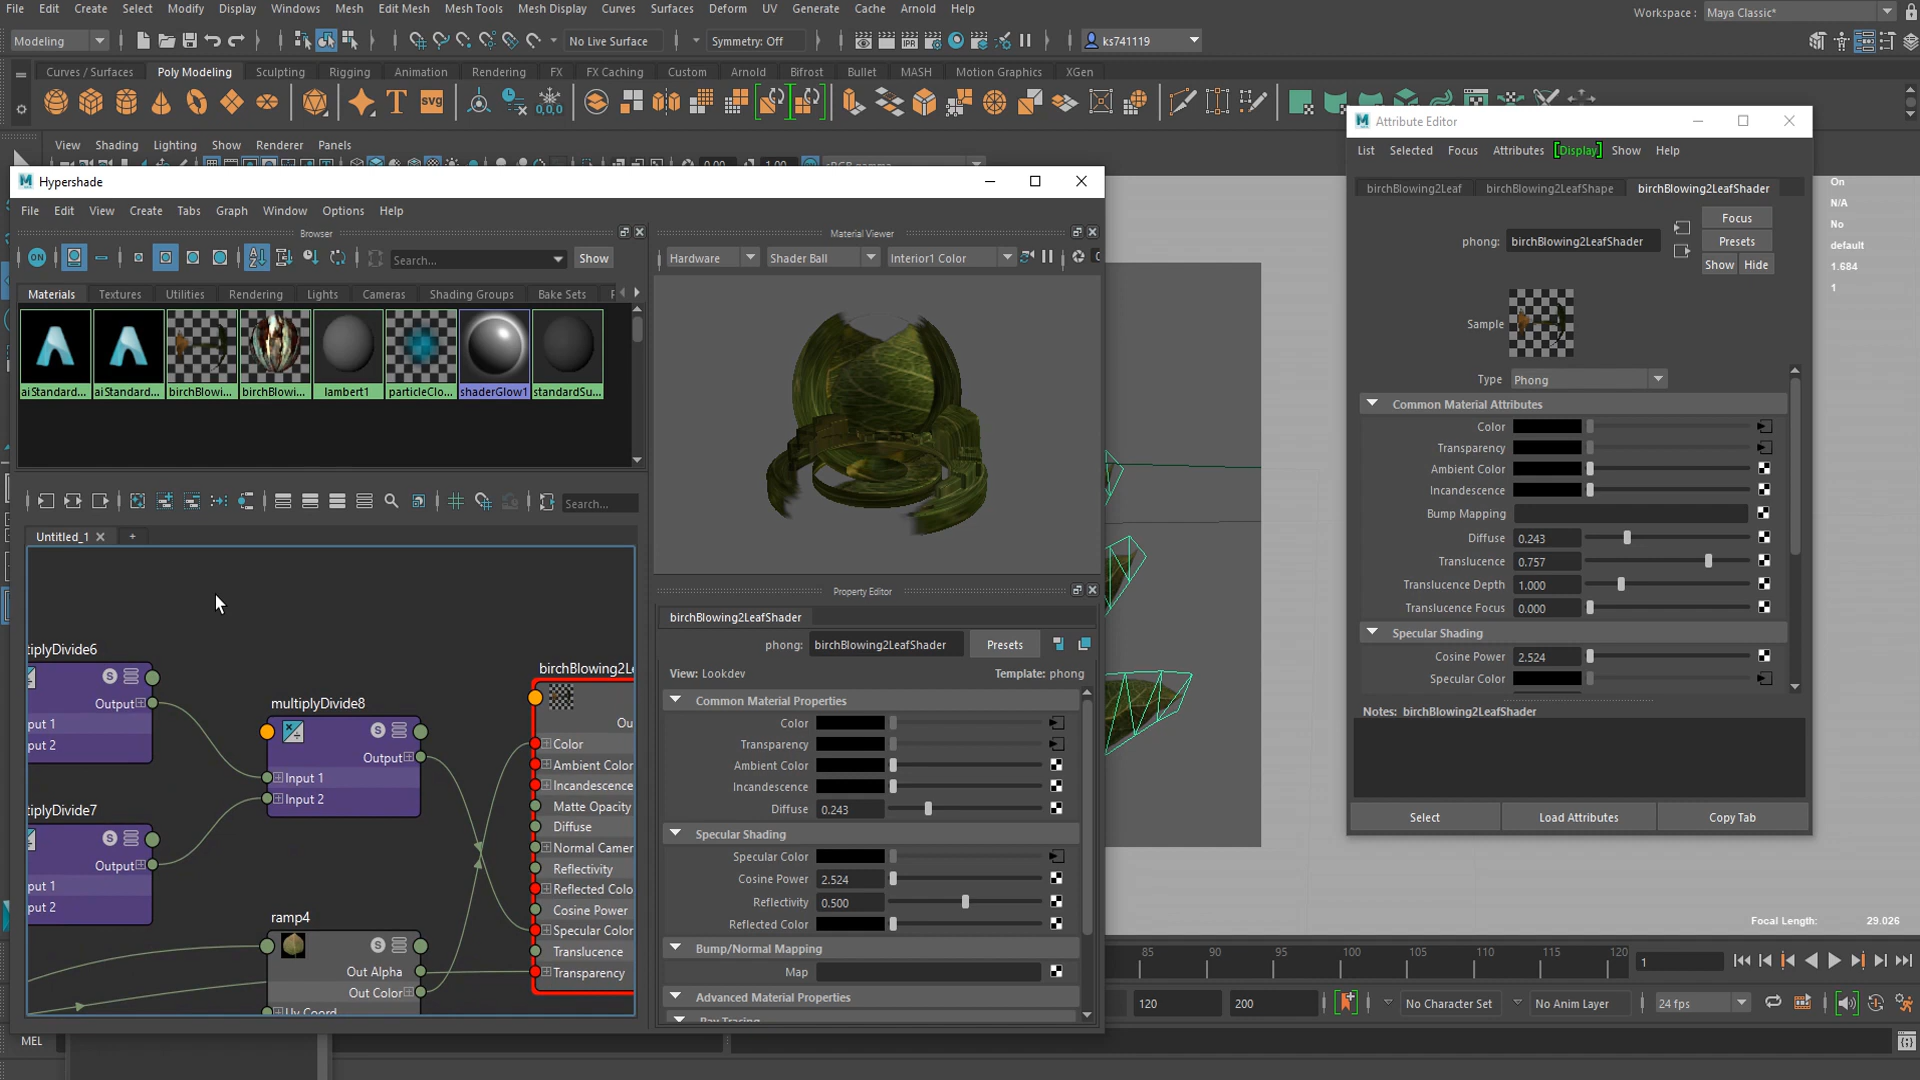 File Edit Create Select Modify Display Windows Mesh Edit Mesh Mesh Tools Mesh Display Curves Surfaces Deform UV Generate Cache Arnold Help
Workspace : Maya Classic*
Modeling No Live Surface Symmetry: Off ks741119
Curves / Surfaces Poly Modeling Sculpting Rigging Animation Rendering FX FX Caching Custom Arnold Bifrost Bullet MASH Motion Graphics XGen
View Shading Lighting Show Renderer Panels
0.00 1.00
Hypershade
File Edit View Create Tabs Graph Window Options Help
Browser
Search... Show
Materials Textures Utilities Rendering Lights Cameras Shading Groups Bake Sets
aiStandard... aiStandard... birchBlowi... birchBlowi... lambert1 particleClo... shaderGlow1 standardSu...
Search...
Untitled_1
iplyDivide6
Output
put 1
put 2
iplyDivide7
Output
put 1
put 2
multiplyDivide8
Output
Input 1
Input 2
ramp4
Out Alpha
Out Color
Uv Coord
birchBlowing2Le
Ou
Color
Ambient Color
Incandescence
Matte Opacity
Diffuse
Normal Camer
Reflectivity
Reflected Colo
Cosine Power
Specular Color
Translucence
Transparency
Material Viewer
Hardware Shader Ball Interior1 Color
Property Editor
birchBlowing2LeafShader
phong: birchBlowing2LeafShader Presets
View: Lookdev Template: phong
Common Material Properties
Color
Transparency
Ambient Color
Incandescence
Diffuse 0.243
Specular Shading
Specular Color
Cosine Power 2.524
Reflectivity 0.500
Reflected Color
Bump/Normal Mapping
Map
Advanced Material Properties
Ray Tracing
Attribute Editor
List Selected Focus Attributes Display Show Help
birchBlowing2Leaf birchBlowing2LeafShape birchBlowing2LeafShader
phong: birchBlowing2LeafShader
Focus
Presets
Show Hide
Sample
Type Phong
Common Material Attributes
Color
Transparency
Ambient Color
Incandescence
Bump Mapping
Diffuse 0.243
Translucence 0.757
Translucence Depth 1.000
Translucence Focus 0.000
Specular Shading
Cosine Power 2.524
Specular Color
Notes: birchBlowing2LeafShader
Select Load Attributes Copy Tab
On
N/A
No
default
1.684
1
Focal Length: 29.026
85 90 95 100 105 110 115 120
1
120 200 No Character Set No Anim Layer 24 fps
MEL